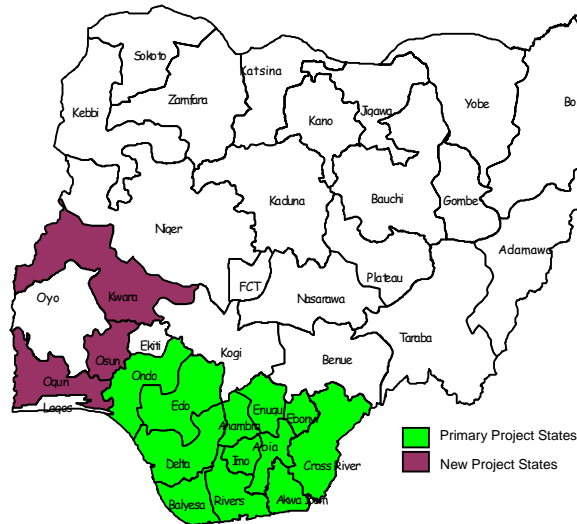 Sokoto
Katsina
Kebbi
Zamfara
Kano
Jigawa
Yobe
Bo
Kaduna
Bauchi
Gombe
Niger
Adamawa
Plateau
FCT
Nasarawa
Oyo
Kwara
Taraba
Ekiti
Kogi
Benue
Osun
Ogun
Ondo
Lagos
Edo
Enugu
Ebonyi
Anambra
Abia
Imo
Delta
Cross River
Balyesa
Rivers
Akwa Ibom
Primary Project States
New Project States